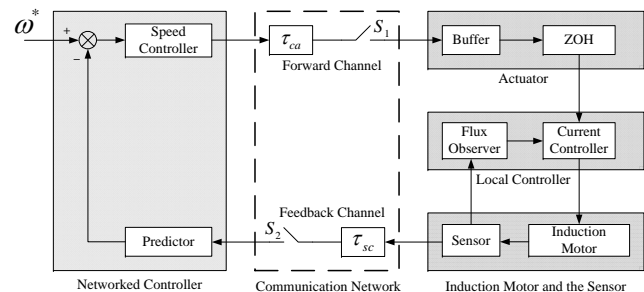 ω*
+
−
Speed
Controller
τca
S1
Forward Channel
Buffer
ZOH
Actuator
Flux
Observer
Current
Controller
Local Controller
Feedback Channel
S2
τsc
Predictor
Sensor
Induction
Motor
Networked Controller
Communication Network
Induction Motor and the Sensor